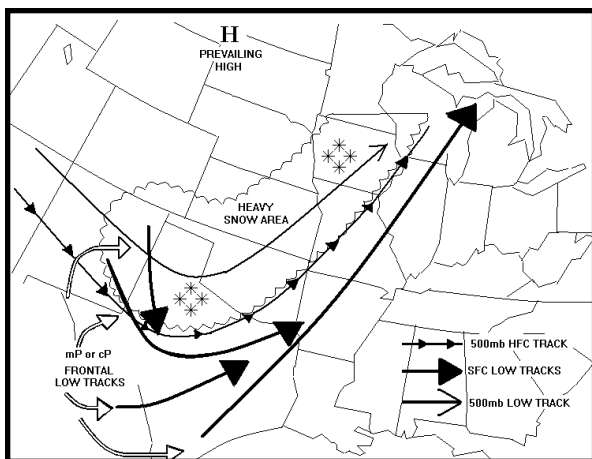 H
PREVAILING
HIGH
HEAVY
SNOW AREA
mP or cP
FRONTAL
LOW TRACKS
500mb HFC TRACK
SFC LOW TRACKS
500mb LOW TRACK